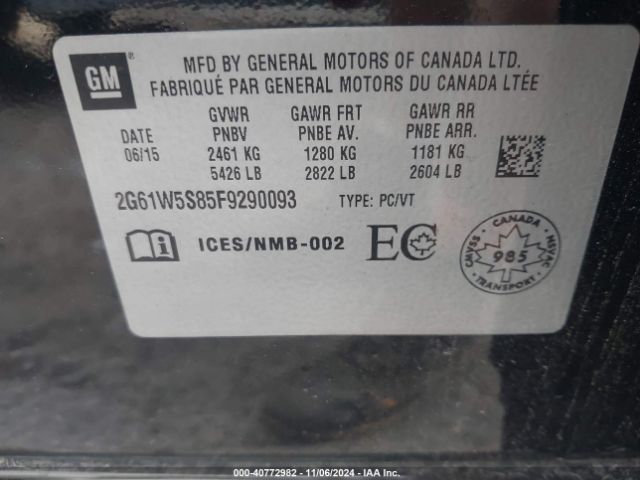 GM
MFD BY GENERAL MOTORS OF CANADA LTD.
FABRIQUÉ PAR GENERAL MOTORS DU CANADA LTÉE
GVWR GAWR FRT GAWR RR
DATE PNBV PNBE AV. PNBE ARR.
06/15 2461 KG 1280 KG 1181 KG
5426 LB 2822 LB 2604 LB
2G61W5S85F9290093 TYPE: PC/VT
ICES/NMB-002 EC
CANADA
CMVSS 985 NSVAC
TRANSPORT
000-40772982 - 11/06/2024 - IAA Inc.